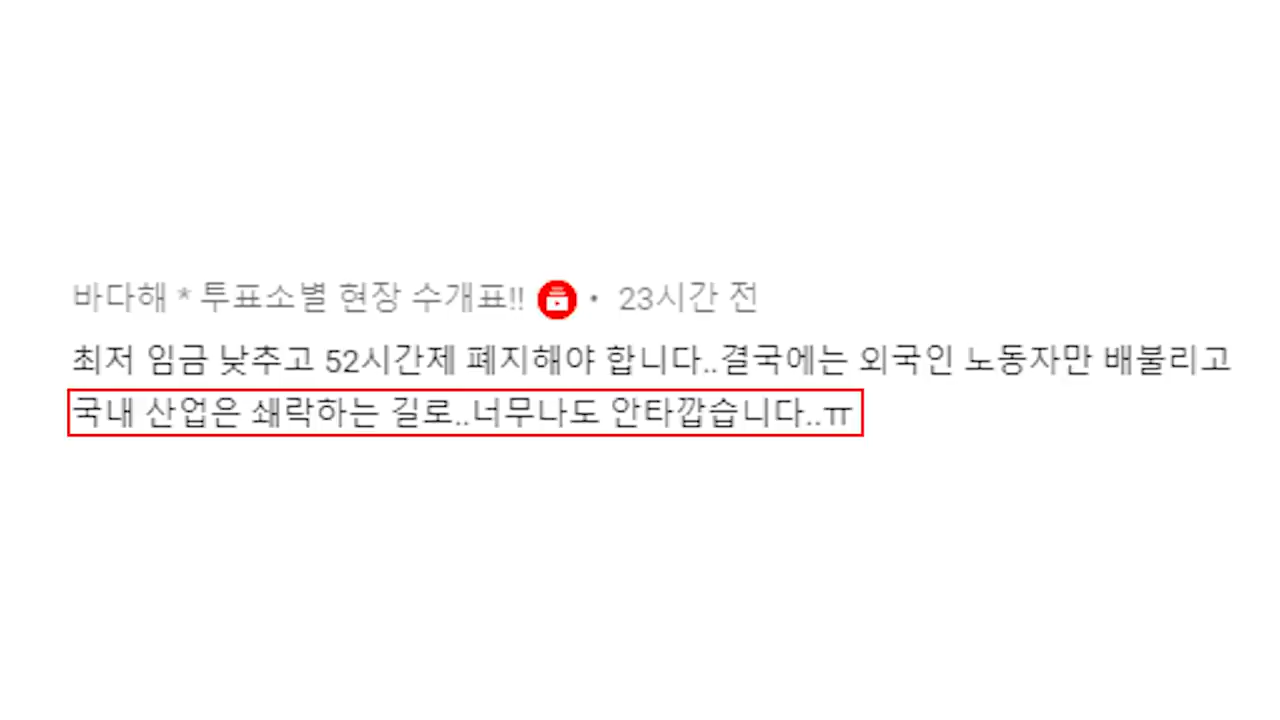 바다해 * 투표소별 현장 수개표!! • 23시간 전
최저 임금 낮추고 52시간제 폐지해야 합니다..결국에는 외국인 노동자만 배불리고
국내 산업은 쇄락하는 길로..너무나도 안타깝습니다..ㅠ